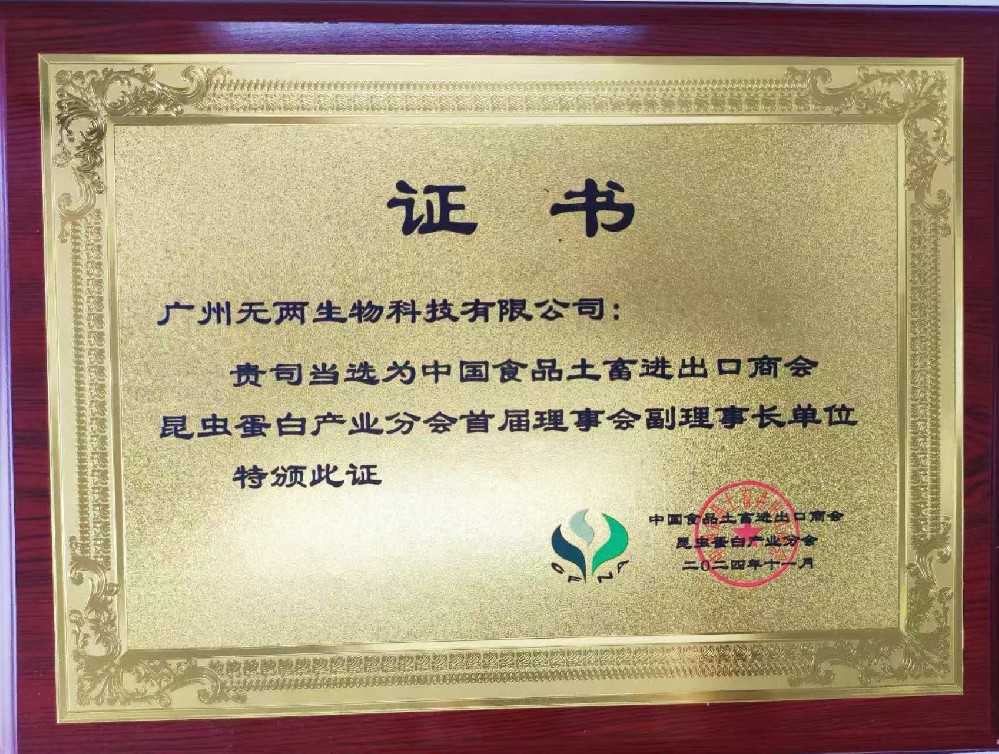 证 书
广州无两生物科技有限公司：
贵司当选为中国食品土畜进出口商会
昆虫蛋白产业分会首届理事会副理事长单位
特颁此证
CFNA
中国食品土畜进出口商会
昆虫蛋白产业分会
二〇二四年十一月